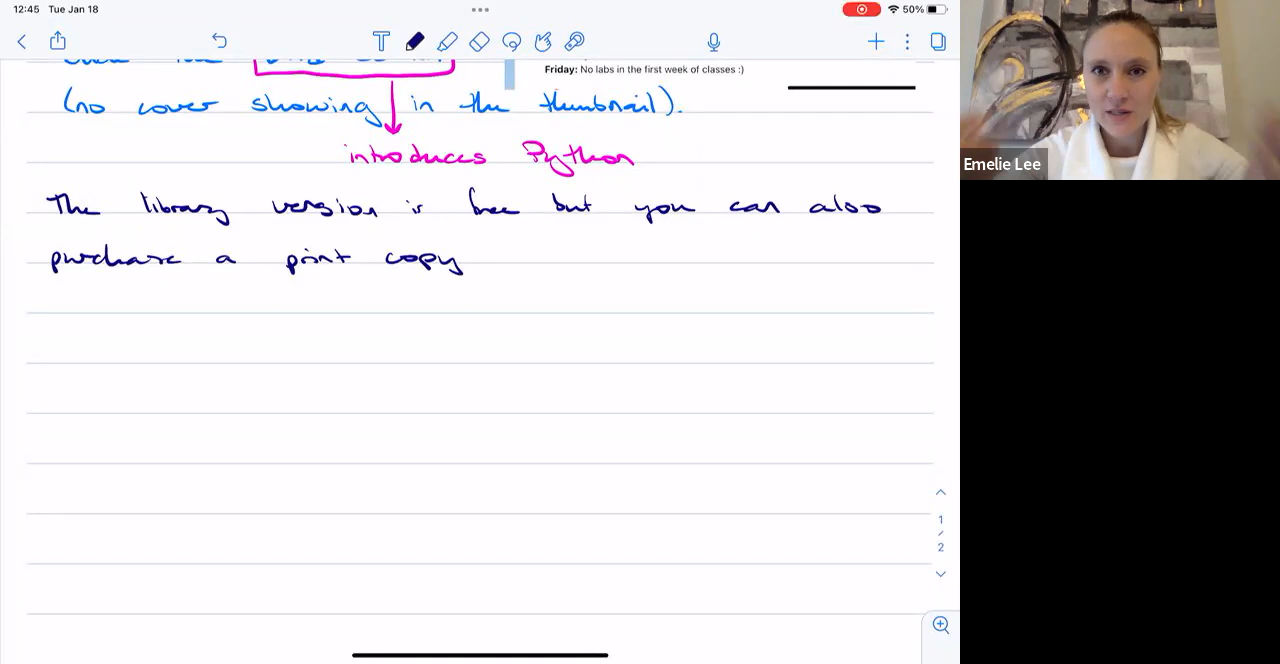 12:45 Tue Jan 18
50%
Friday: No labs in the first week of classes :)
(no cover showing in the thumbnail).
introduces Python
The library version is free but you can also
purchase a print copy
1
/
2
Emelie Lee